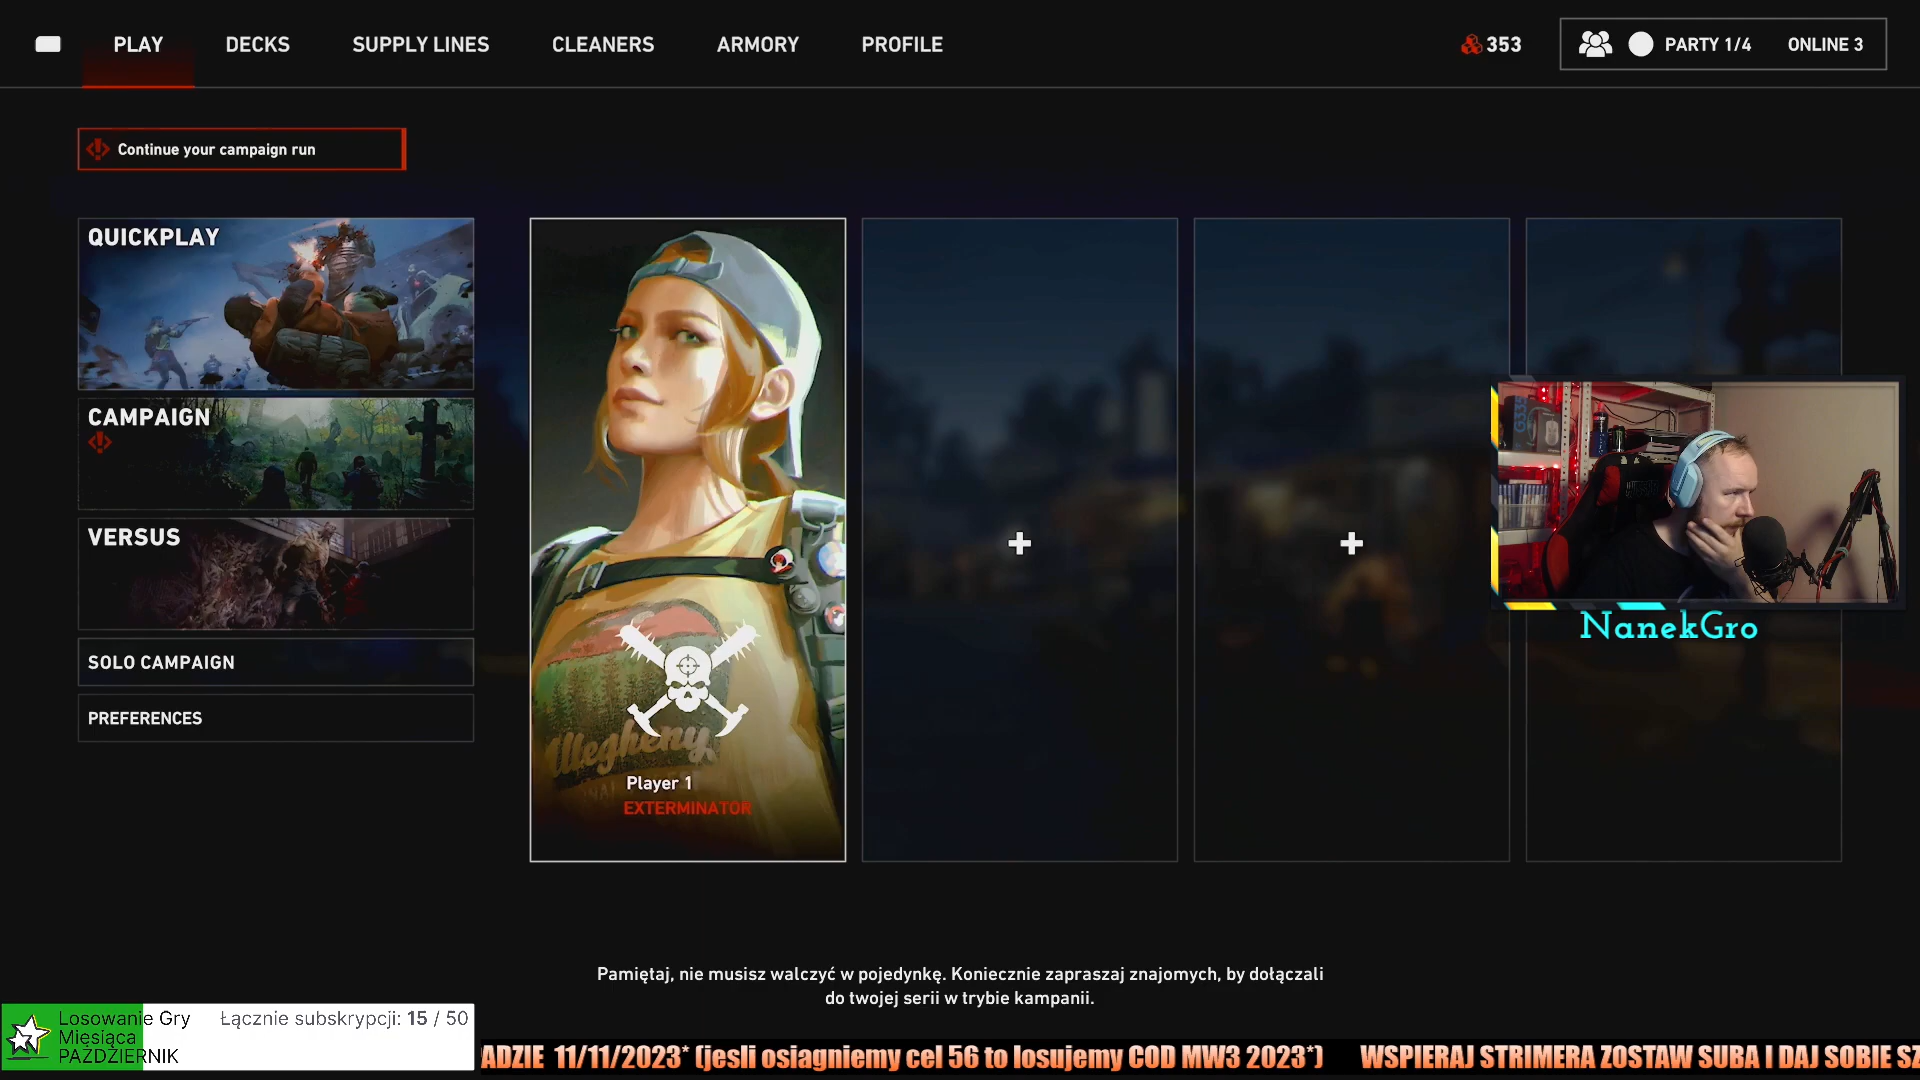 PLAY
DECKS
SUPPLY LINES
CLEANERS
ARMORY
PROFILE
353
PARTY 1/4
ONLINE 3
Continue your campaign run
QUICKPLAY
CAMPAIGN
VERSUS
SOLO CAMPAIGN
PREFERENCES
Allegheny
Player 1
EXTERMINATOR
NanekGro
Pamiętaj, nie musisz walczyć w pojedynkę. Koniecznie zapraszaj znajomych, by dołączali
do twojej serii w trybie kampanii.
Losowanie Gry
Miesiąca
PAŹDZIERNIK
Łącznie subskrypcji: 15 / 50
ADZIE 11/11/2023* (jesli osiagniemy cel 56 to losujemy COD MW3 2023*) WSPIERAJ STRIMERA ZOSTAW SUBA I DAJ SOBIE SZ